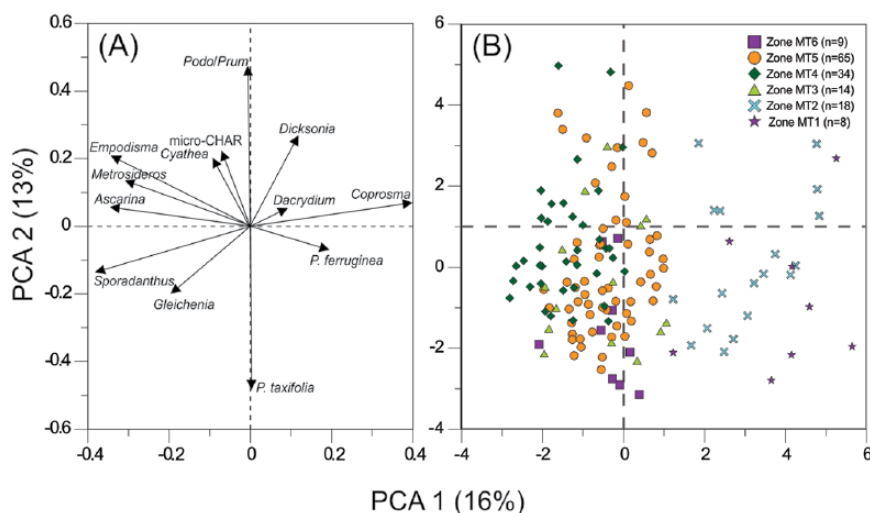 (A)
Podo/Prum
Dicksonia
micro-CHAR
Empodisma
Cyathea
Metrosideros
Coprosma
Ascarina
Dacrydium
P. ferruginea
Sporadanthus
Gleichenia
P. taxifolia
0.6
0.4
0.2
0
-0.2
-0.4
-0.6
-0.4
-0.2
0
0.2
0.4
PCA 2 (13%)
(B)
Zone MT6 (n=9)
Zone MT5 (n=65)
Zone MT4 (n=34)
Zone MT3 (n=14)
Zone MT2 (n=18)
Zone MT1 (n=8)
6
4
2
0
-2
-4
-4
-2
0
2
4
6
PCA 1 (16%)